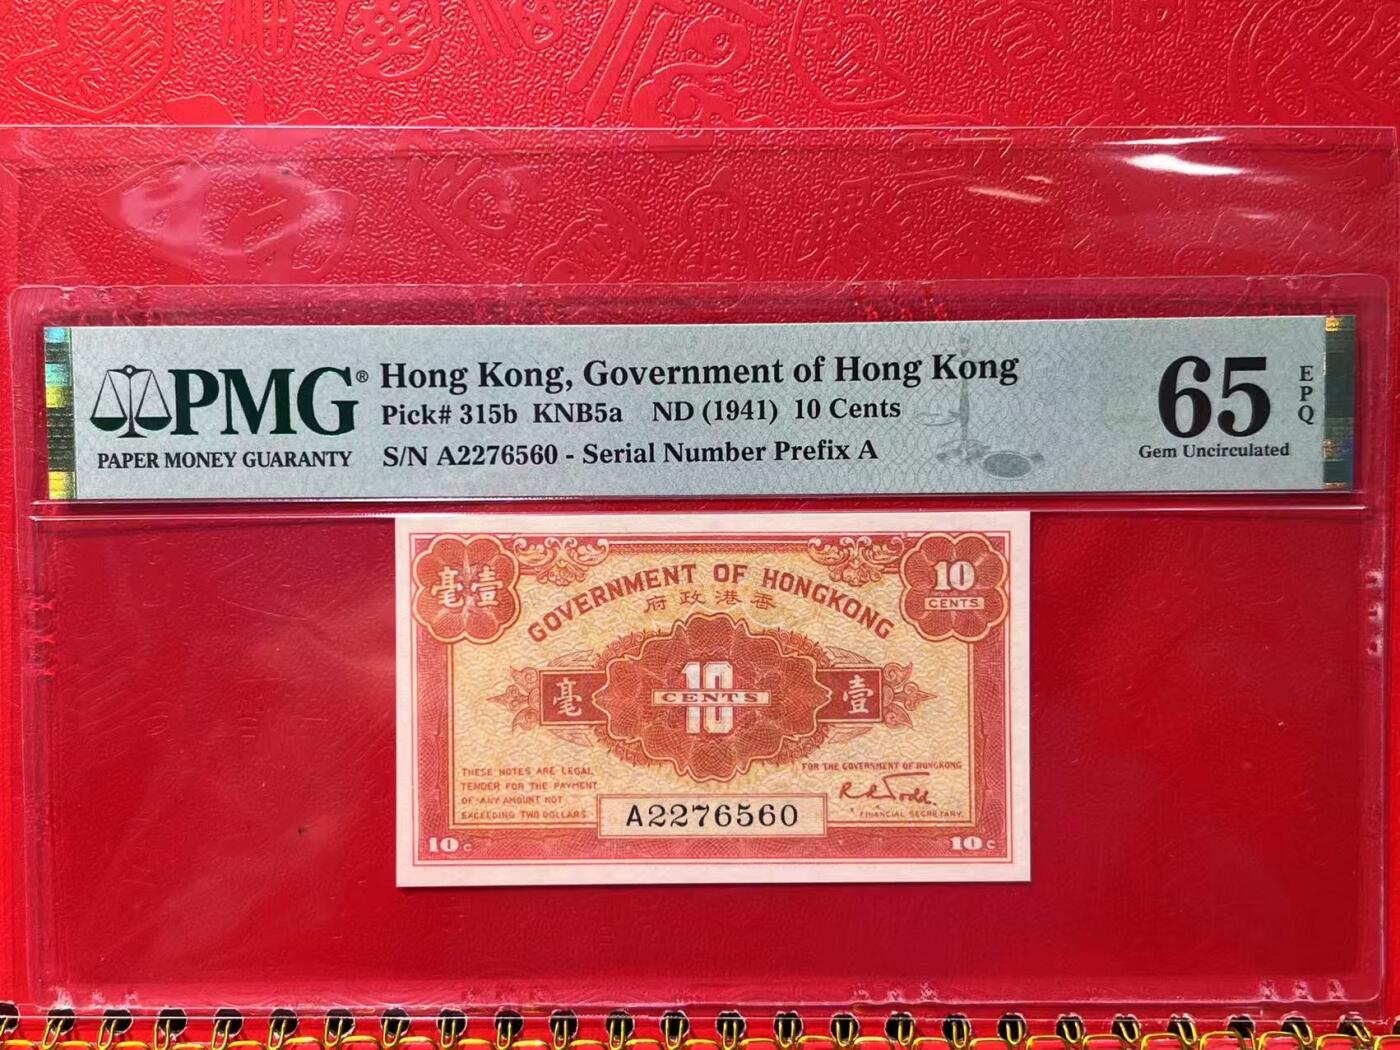 PMG®
PAPER MONEY GUARANTY
Hong Kong, Government of Hong Kong
Pick# 315b KNB5a ND (1941) 10 Cents
S/N A2276560 - Serial Number Prefix A
65
EPQ
Gem Uncirculated
毫壹
GOVERNMENT OF HONGKONG
府政港香
10
CENTS
毫
10
CENTS
壹
THESE NOTES ARE LEGAL
TENDER FOR THE PAYMENT
OF ANY AMOUNT NOT
EXCEEDING TWO DOLLARS
FOR THE GOVERNMENT OF HONGKONG
R R Todd.
FINANCIAL SECRETARY.
A2276560
10 c
10 c